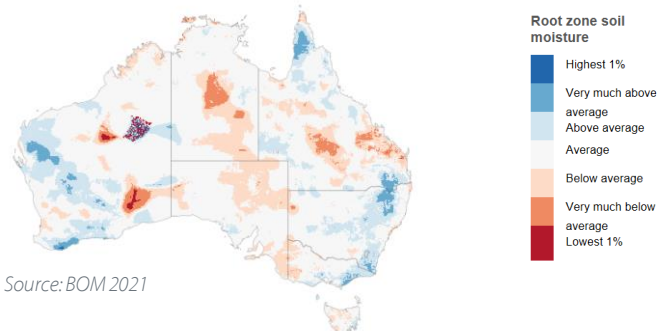 Root zone soil
moisture
Highest 1%
Very much above
average
Above average
Average
Below average
Very much below
average
Lowest 1%
Source: BOM 2021